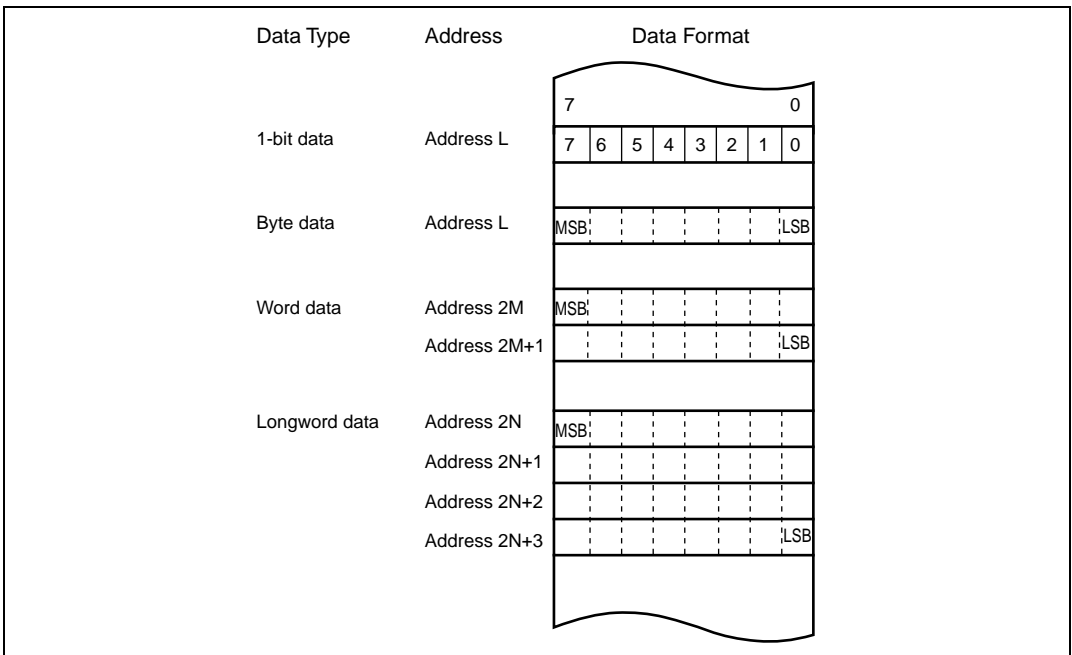 Data Type Address Data Format
7 0
1-bit data Address L 7 6 5 4 3 2 1 0
Byte data Address L MSB LSB
Word data Address 2M MSB
Address 2M+1 LSB
Longword data Address 2N MSB
Address 2N+1
Address 2N+2
Address 2N+3 LSB